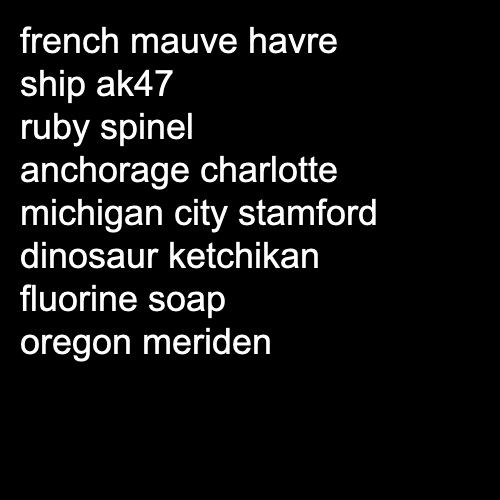 french mauve havre
ship ak47
ruby spinel
anchorage charlotte
michigan city stamford
dinosaur ketchikan
fluorine soap
oregon meriden